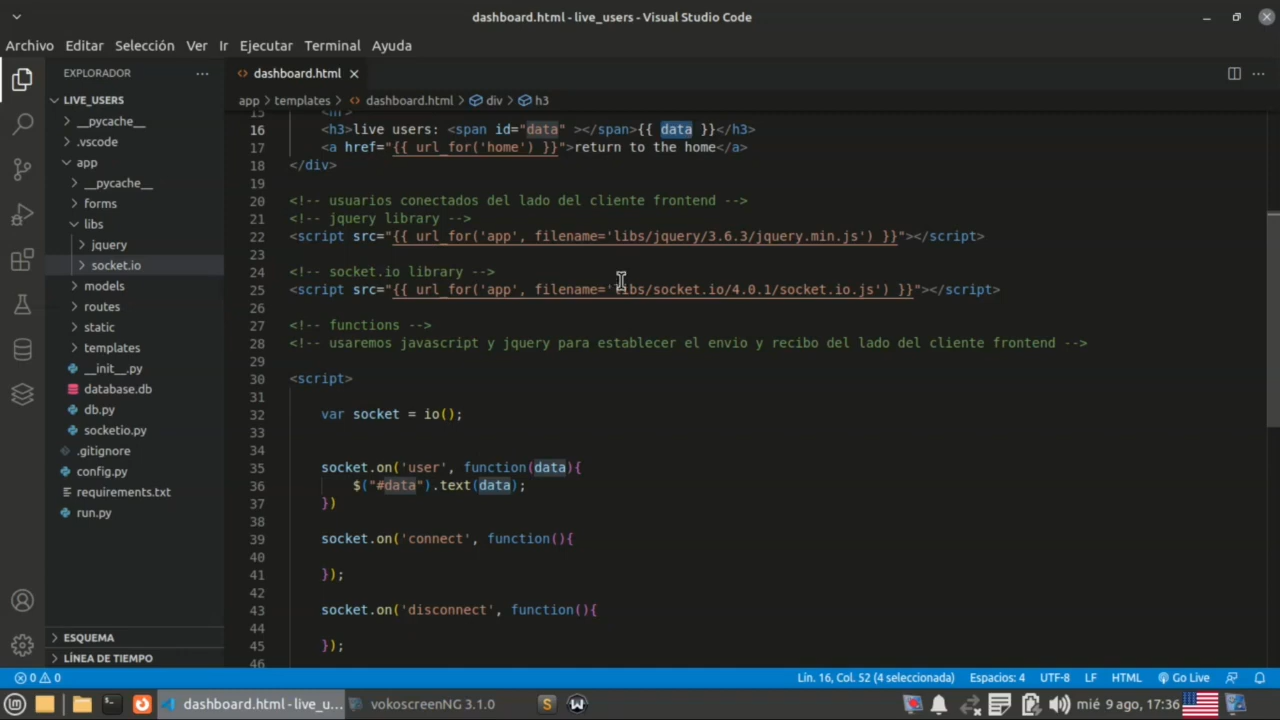 dashboard.html - live_users - Visual Studio Code
Archivo Editar Selección Ver Ir Ejecutar Terminal Ayuda
EXPLORADOR
dashboard.html
LIVE_USERS
app > templates > dashboard.html > div > h3
__pycache__
.vscode
app
__pycache__
forms
libs
jquery
socket.io
models
routes
static
templates
__init__.py
database.db
db.py
socketio.py
.gitignore
config.py
requirements.txt
run.py
ESQUEMA
LÍNEA DE TIEMPO
16 <h3>live users: <span id="data" ></span>{{ data }}</h3>
17 <a href="{{ url_for('home') }}">return to the home</a>
18 </div>
19
20 <!-- usuarios conectados del lado del cliente frontend -->
21 <!-- jquery library -->
22 <script src="{{ url_for('app', filename='libs/jquery/3.6.3/jquery.min.js') }}"></script>
23
24 <!-- socket.io library -->
25 <script src="{{ url_for('app', filename='libs/socket.io/4.0.1/socket.io.js') }}"></script>
26
27 <!-- functions -->
28 <!-- usaremos javascript y jquery para establecer el envio y recibo del lado del cliente frontend -->
29
30 <script>
31
32 var socket = io();
33
34
35 socket.on('user', function(data){
36 $("#data").text(data);
37 })
38
39 socket.on('connect', function(){
40
41 });
42
43 socket.on('disconnect', function(){
44
45 });
46
0 0
Lín. 16, Col. 52 (4 seleccionada) Espacios: 4 UTF-8 LF HTML Go Live
dashboard.html - live_u... vokoscreenNG 3.1.0 mié 9 ago, 17:36